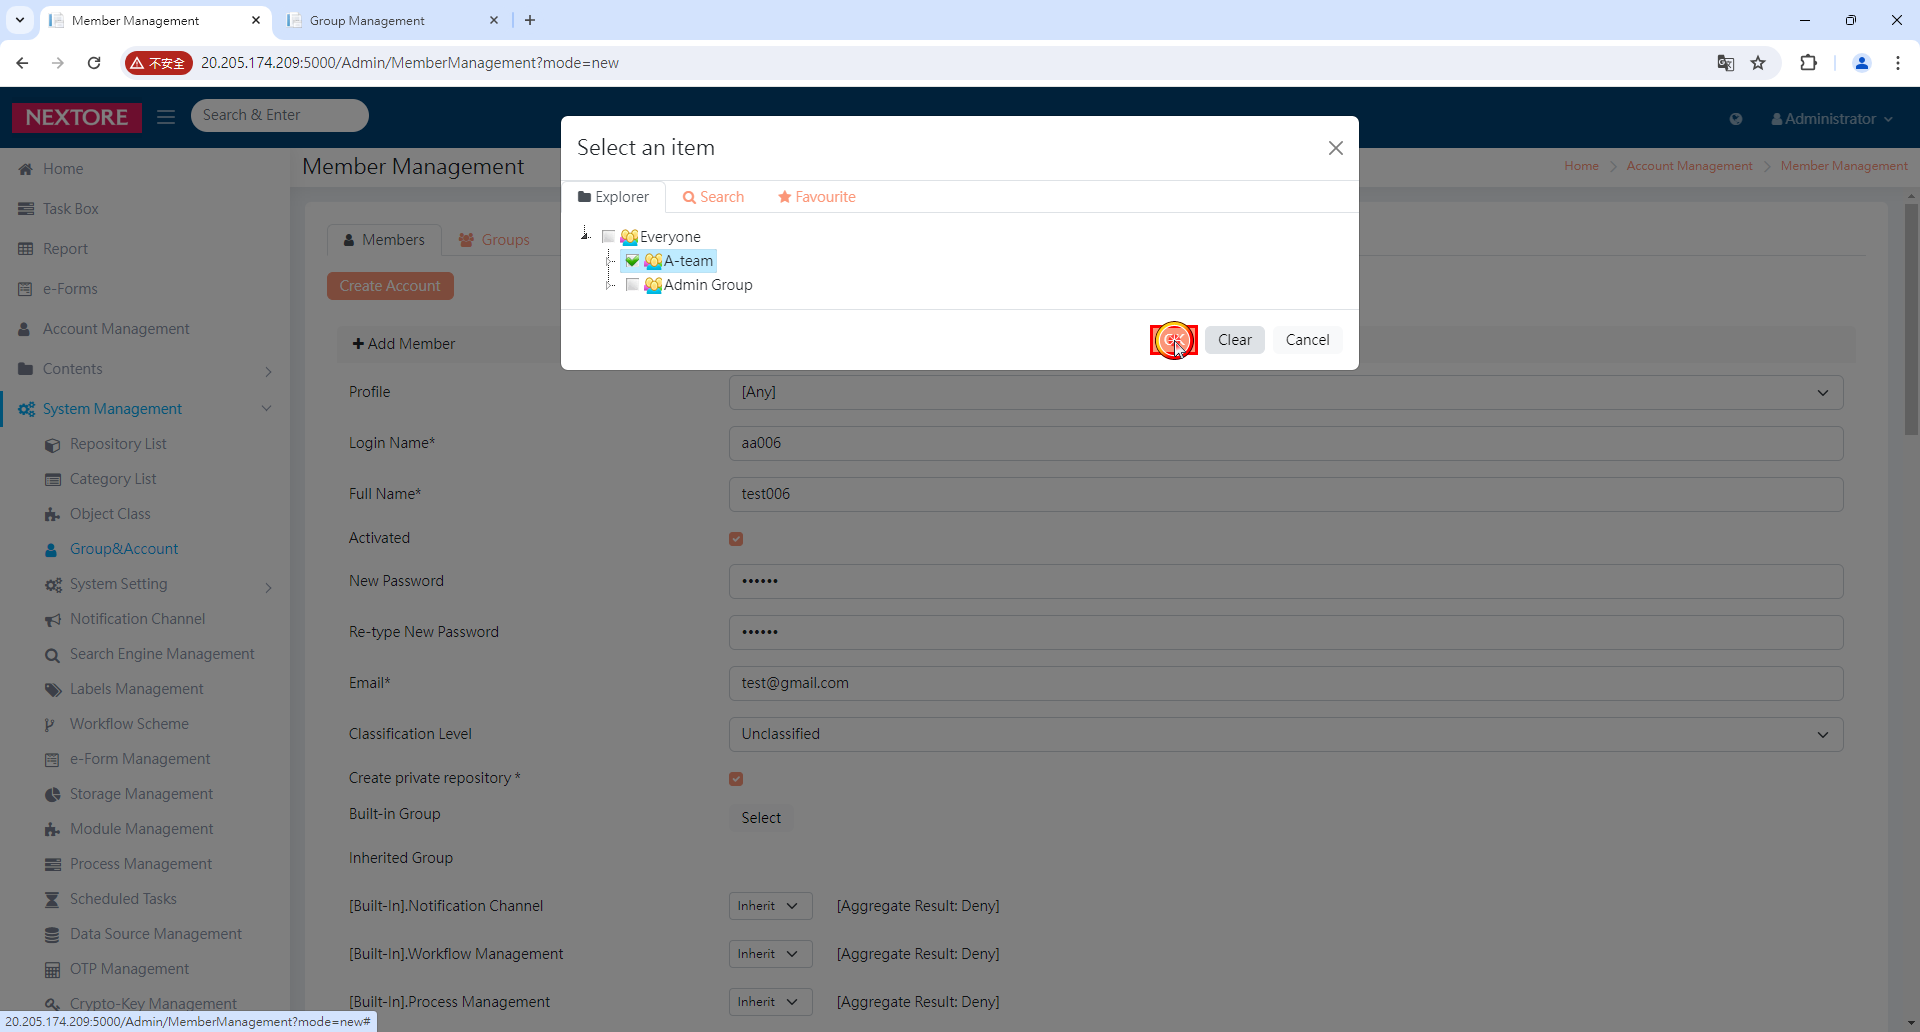 Member Management
Group Management
不安全
20.205.174.209:5000/Admin/MemberManagement?mode=new
NEXTORE
Search & Enter
Administrator
Home
Task Box
Report
e-Forms
Account Management
Contents
System Management
Repository List
Category List
Object Class
Group&Account
System Setting
Notification Channel
Search Engine Management
Labels Management
Workflow Scheme
e-Form Management
Storage Management
Module Management
Process Management
Scheduled Tasks
Data Source Management
OTP Management
Crypto-Key Management
20.205.174.209:5000/Admin/MemberManagement?mode=new#
Member Management
Home > Account Management > Member Management
Members Groups
Create Account
Select an item
Explorer Search Favourite
Everyone
A-team
Admin Group
OK Clear Cancel
Add Member
Profile [Any]
Login Name* aa006
Full Name* test006
Activated
New Password ••••••
Re-type New Password ••••••
Email* test@gmail.com
Classification Level Unclassified
Create private repository *
Built-in Group Select
Inherited Group
[Built-In].Notification Channel Inherit [Aggregate Result: Deny]
[Built-In].Workflow Management Inherit [Aggregate Result: Deny]
[Built-In].Process Management Inherit [Aggregate Result: Deny]